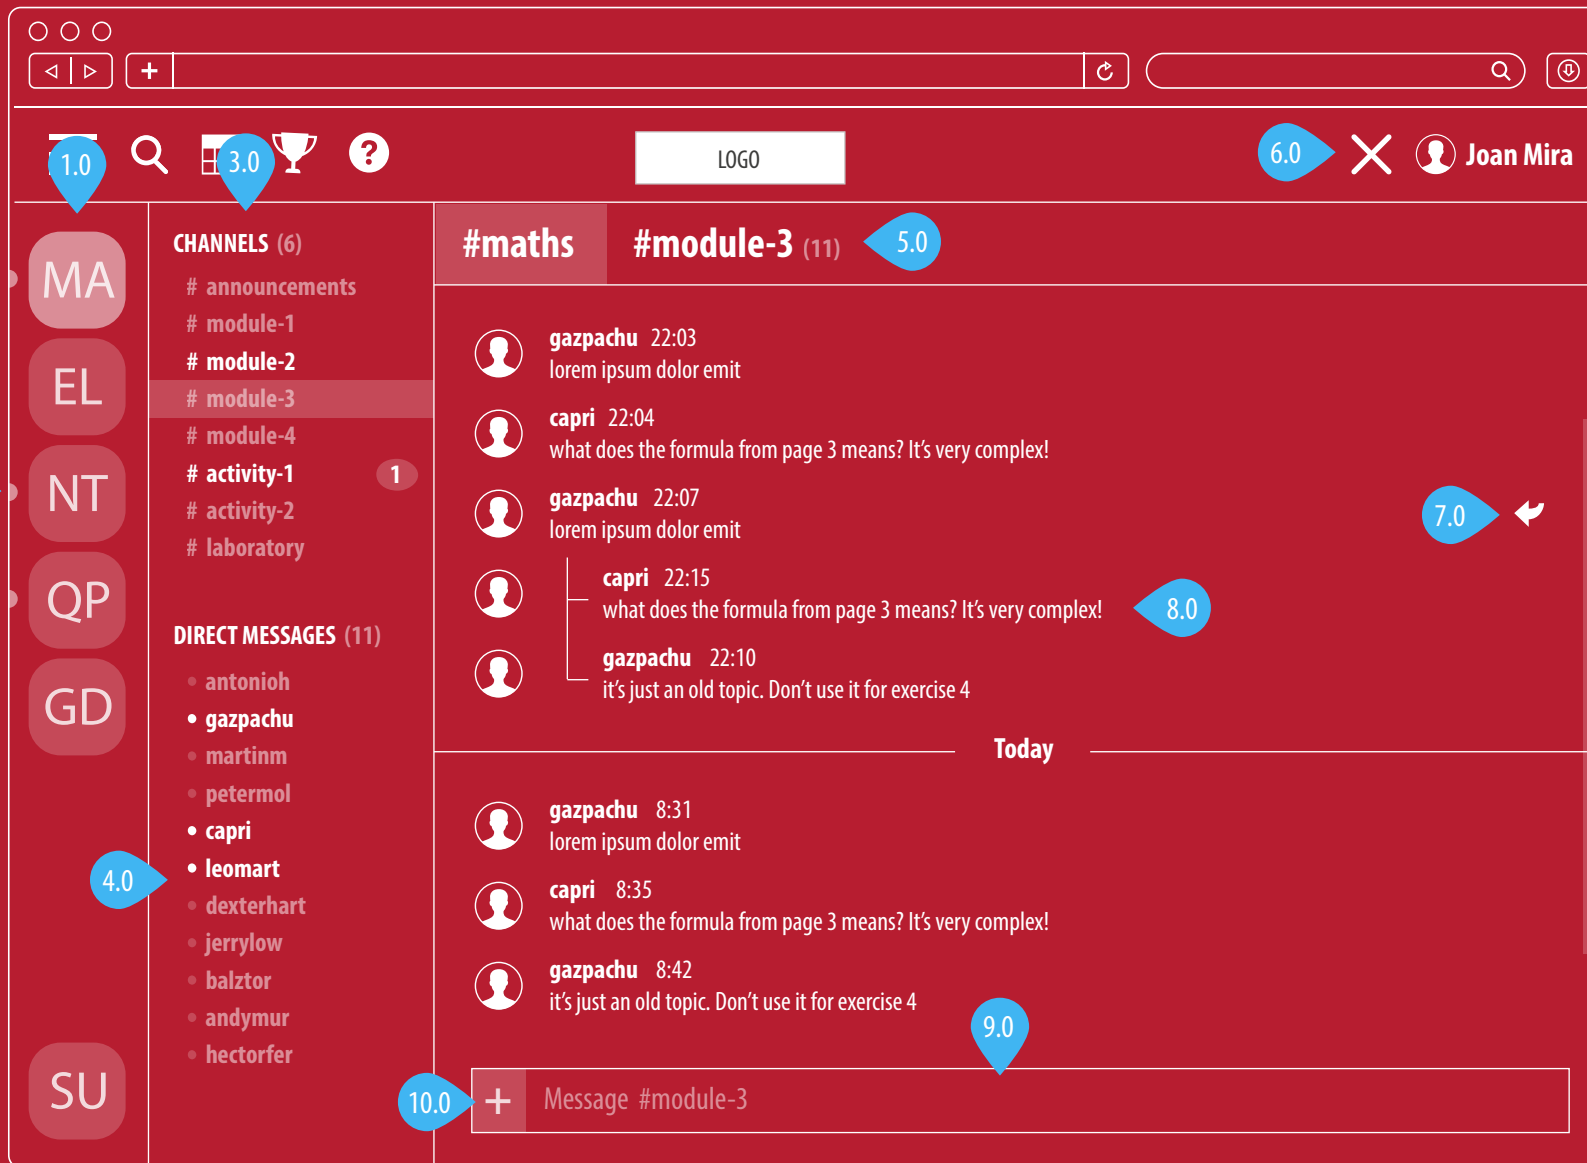 1.0
3.0
?
LOGO
6.0
Joan Mira
MA
EL
NT
QP
GD
SU
CHANNELS (6)
# announcements
# module-1
# module-2
# module-3
# module-4
# activity-1 1
# activity-2
# laboratory
DIRECT MESSAGES (11)
• antonioh
• gazpachu
• martinm
• petermol
• capri
• leomart
4.0
• dexterhart
• jerrylow
• balztor
• andymur
• hectorfer
#maths #module-3 (11)
5.0
gazpachu 22:03
lorem ipsum dolor emit
capri 22:04
what does the formula from page 3 means? It's very complex!
gazpachu 22:07
lorem ipsum dolor emit
7.0
capri 22:15
what does the formula from page 3 means? It's very complex!
8.0
gazpachu 22:10
it's just an old topic. Don't use it for exercise 4
Today
gazpachu 8:31
lorem ipsum dolor emit
capri 8:35
what does the formula from page 3 means? It's very complex!
gazpachu 8:42
it's just an old topic. Don't use it for exercise 4
9.0
10.0
+ Message #module-3